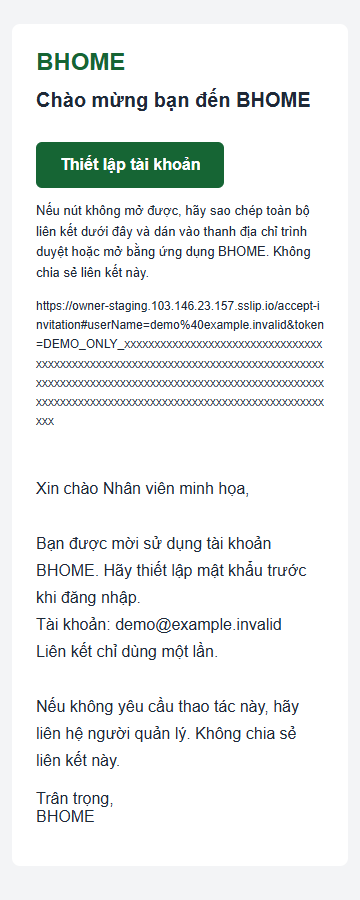 BHOME
Chào mừng bạn đến BHOME
Thiết lập tài khoản
Nếu nút không mở được, hãy sao chép toàn bộ
liên kết dưới đây và dán vào thanh địa chỉ trình
duyệt hoặc mở bằng ứng dụng BHOME. Không
chia sẻ liên kết này.
https://owner-staging.103.146.23.157.sslip.io/accept-i
nvitation#userName=demo%40example.invalid&token
=DEMO_ONLY_xxxxxxxxxxxxxxxxxxxxxxxxxxxxxxxxx
xxxxxxxxxxxxxxxxxxxxxxxxxxxxxxxxxxxxxxxxxxxxxxxx
xxxxxxxxxxxxxxxxxxxxxxxxxxxxxxxxxxxxxxxxxxxxxxxx
xxxxxxxxxxxxxxxxxxxxxxxxxxxxxxxxxxxxxxxxxxxxxxxx
xxx
Xin chào Nhân viên minh họa,
Bạn được mời sử dụng tài khoản
BHOME. Hãy thiết lập mật khẩu trước
khi đăng nhập.
Tài khoản: demo@example.invalid
Liên kết chỉ dùng một lần.
Nếu không yêu cầu thao tác này, hãy
liên hệ người quản lý. Không chia sẻ
liên kết này.
Trân trọng,
BHOME